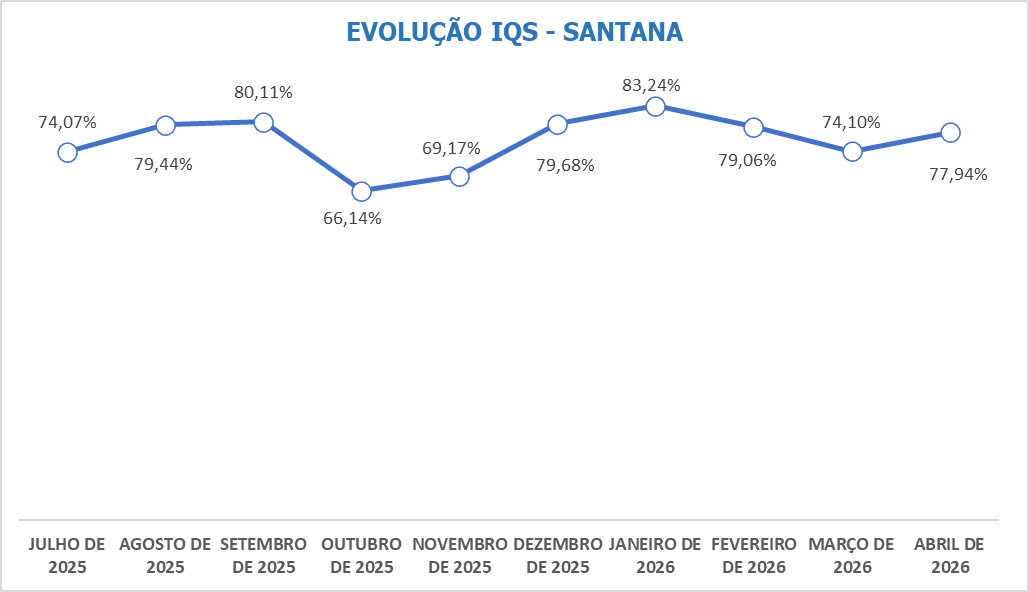 EVOLUÇÃO IQS - SANTANA
74,07%
79,44%
80,11%
66,14%
69,17%
79,68%
83,24%
79,06%
74,10%
77,94%
JULHO DE
2025
AGOSTO DE
2025
SETEMBRO
DE 2025
OUTUBRO
DE 2025
NOVEMBRO
DE 2025
DEZEMBRO
DE 2025
JANEIRO DE
2026
FEVEREIRO
DE 2026
MARÇO DE
2026
ABRIL DE
2026